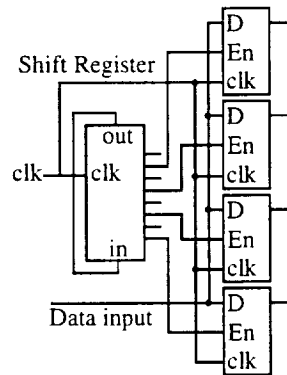 D
En
clk
Shift Register
D
En
clk
out
clk
clk
in
D
En
clk
D
En
clk
Data input